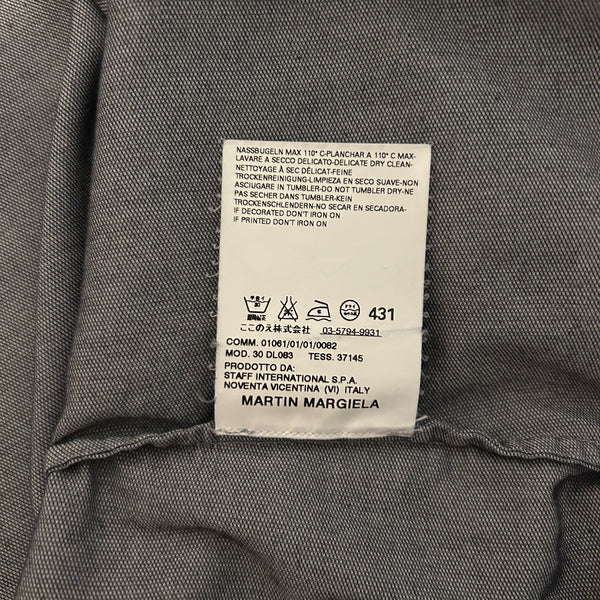 NASSBUGELN MAX 110° C-PLANCHAR A 110° C MAX-
LAVARE A SECCO DELICATO-DELICATE DRY CLEAN-
NETTOYAGE À SEC DÉLICAT-FEINE
TROCKENREINIGUNG-LIMPIEZA EN SECO SUAVE-NON
ASCIUGARE IN TUMBLER-DO NOT TUMBLER DRY-NE
PAS SECHER DANS TUMBLER-KEIN
TROCKENSCHLENDERN-NO SECAR EN SECADORA-
IF DECORATED DON'T IRON ON
IF PRINTED DON'T IRON ON
431
ここのえ株式会社 03-5794-9931
COMM. 01061/01/01/0082
MOD. 30 DL083 TESS. 37145
PRODOTTO DA:
STAFF INTERNATIONAL S.P.A.
NOVENTA VICENTINA (VI) ITALY
MARTIN MARGIELA